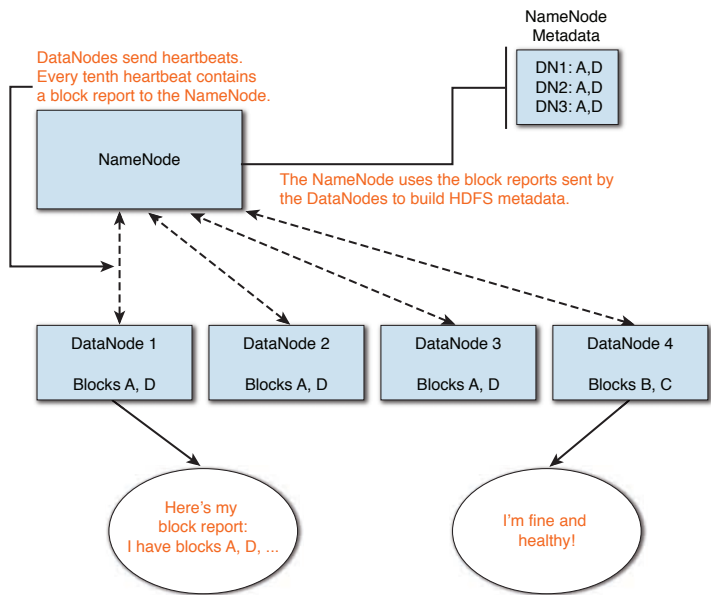 NameNode
Metadata
DN1: A,D
DN2: A,D
DN3: A,D
DataNodes send heartbeats.
Every tenth heartbeat contains
a block report to the NameNode.
NameNode
The NameNode uses the block reports sent by
the DataNodes to build HDFS metadata.
DataNode 1
Blocks A, D
DataNode 2
Blocks A, D
DataNode 3
Blocks A, D
DataNode 4
Blocks B, C
Here’s my
block report:
I have blocks A, D, ...
I’m fine and
healthy!